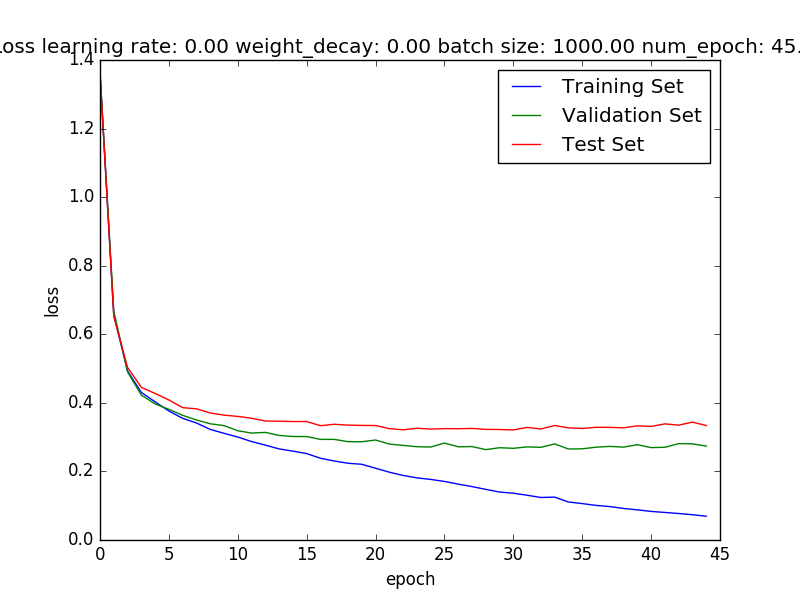 Loss learning rate: 0.00 weight_decay: 0.00 batch size: 1000.00 num_epoch: 45.
1.4
1.2
1.0
0.8
0.6
0.4
0.2
0.0
loss
Training Set
Validation Set
Test Set
0 5 10 15 20 25 30 35 40 45
epoch